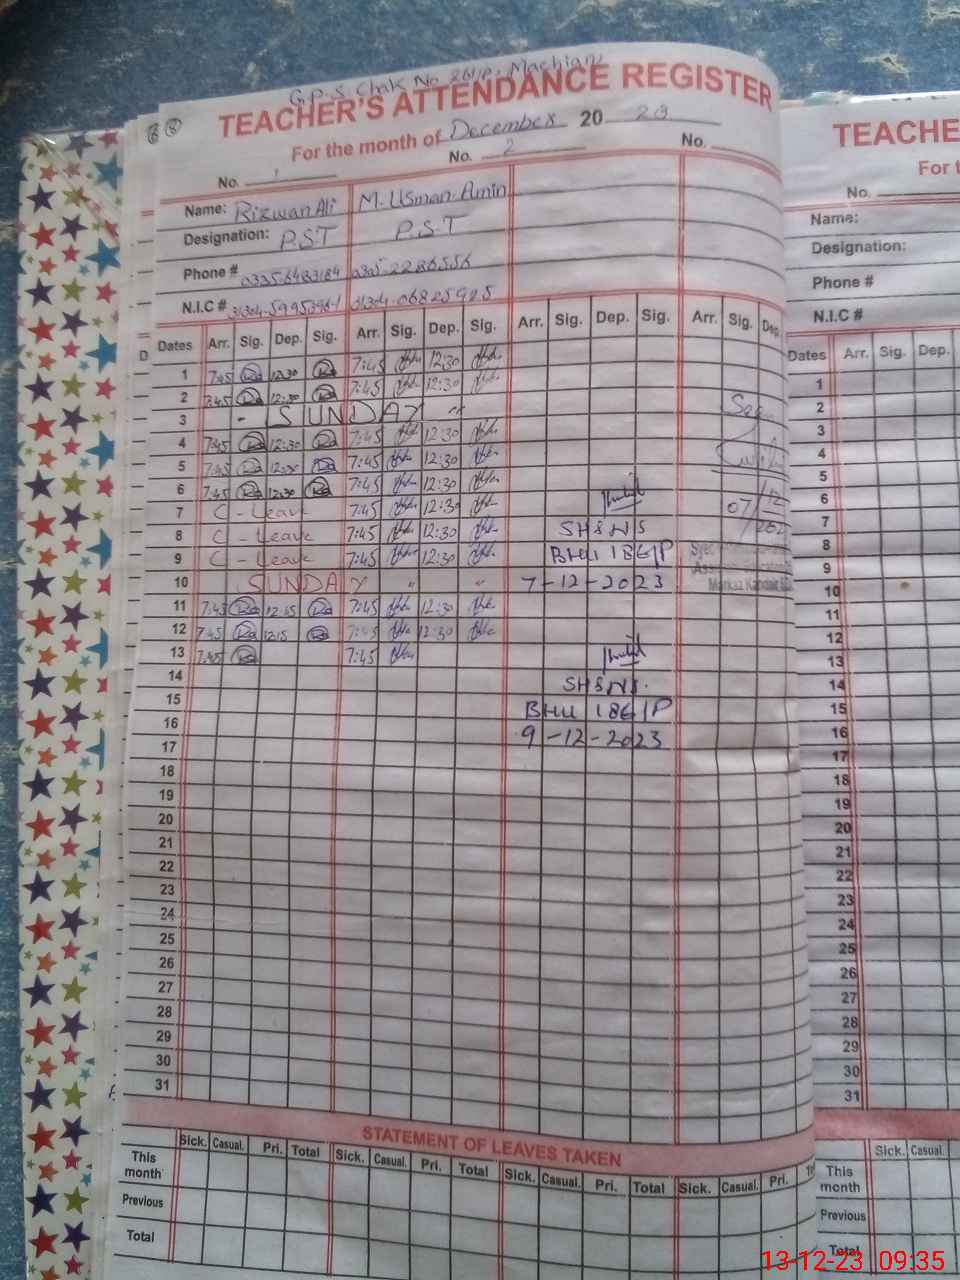 G.P.S Chak No 261/P. Machian
TEACHER'S ATTENDANCE REGISTER
For the month of December 20 23
No. 1 No. 2 No.
Name: Rizwan Ali M. Usman Amin
Designation: P.S.T P.S.T
Phone #
N.I.C #
Dates Arr. Sig. Dep. Sig. Arr. Sig. Dep. Sig. Arr. Sig. Dep. Sig. Arr. Sig. Dep.
1 7:45 12:30 7:45 12:30
2 7:45 12:30 7:45 12:30
3 - SUNDAY "
4 7:45 12:30 7:45 12:30
5 7:45 12:30 7:45 12:30
6 7:45 12:30 7:45 12:30
7 C - Leave 7:45 12:30
8 C - Leave 7:45 12:30 SHSNS
9 C - Leave 7:45 12:30 BHU 186/P
10 SUNDAY " " 7-12-2023
11 7:45 12:15 7:45 12:30
12 7:45 12:15 7:45 12:30
13 7:45 7:45
14 SHSNS.
15 BHU 186/P
16 9-12-2023
17
18
19
20
21
22
23
24
25
26
27
28
29
30
31
07/12/202
STATEMENT OF LEAVES TAKEN
Sick. Casual. Pri. Total Sick. Casual. Pri. Total Sick. Casual. Pri. Total Sick. Casual. Pri.
This month
Previous
Total
TEACHE
For t
No.
Name:
Designation:
Phone #
N.I.C #
Dates Arr. Sig. Dep.
1
2
3
4
5
6
7
8
9
10
11
12
13
14
15
16
17
18
19
20
21
22
23
24
25
26
27
28
29
30
31
Sick. Casual.
This month
Previous
Total
13-12-23 09:35